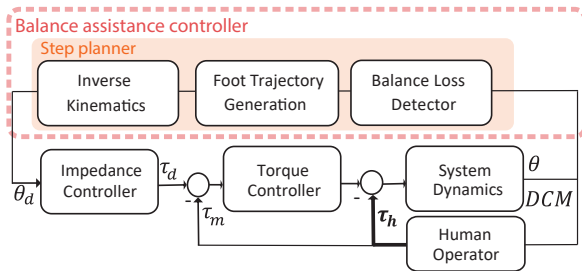 Balance assistance controller
Step planner
Inverse Kinematics
Foot Trajectory Generation
Balance Loss Detector
θd
Impedance Controller
τd
-
τm
Torque Controller
-
τh
System Dynamics
θ
DCM
Human Operator